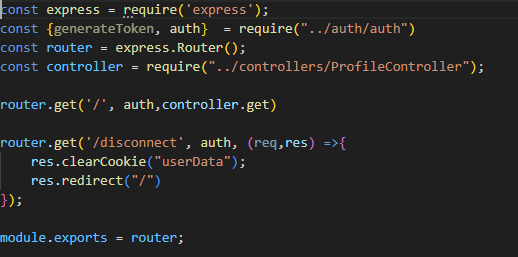 const express = require('express');
const {generateToken, auth}  = require("../auth/auth")
const router = express.Router();
const controller = require("../controllers/ProfileController");

router.get('/', auth,controller.get)

router.get('/disconnect', auth, (req,res) =>{
    res.clearCookie("userData");
    res.redirect("/")
});

module.exports = router;